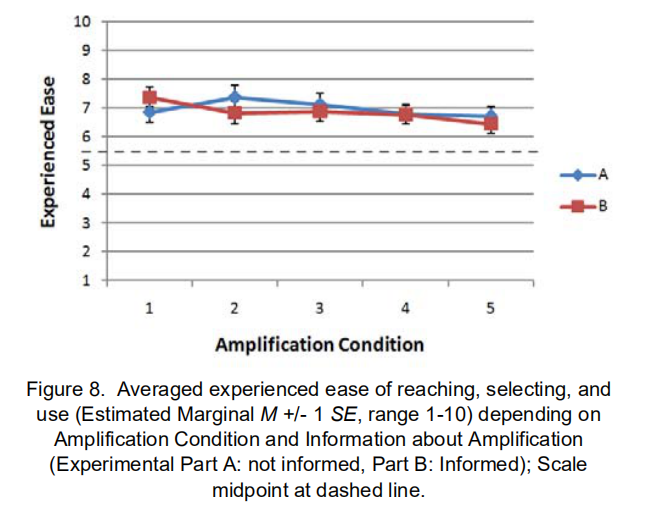 10
9
8
7
6
5
4
3
2
1
Experienced Ease
1 2 3 4 5
Amplification Condition
A
B
Figure 8. Averaged experienced ease of reaching, selecting, and
use (Estimated Marginal M +/- 1 SE, range 1-10) depending on
Amplification Condition and Information about Amplification
(Experimental Part A: not informed, Part B: Informed); Scale
midpoint at dashed line.